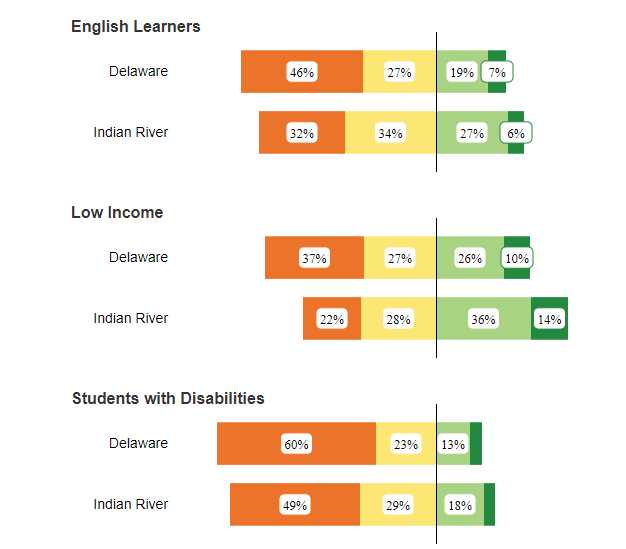 English Learners
Delaware 46% 27% 19% 7%
Indian River 32% 34% 27% 6%
Low Income
Delaware 37% 27% 26% 10%
Indian River 22% 28% 36% 14%
Students with Disabilities
Delaware 60% 23% 13%
Indian River 49% 29% 18%